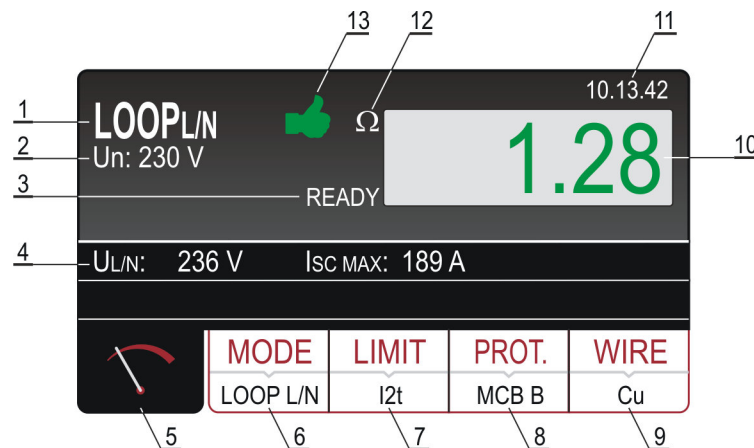 13 12 11
10.13.42
1 LOOPL/N Ω
2 Un: 230 V
1.28 10
3 READY
4 UL/N: 236 V ISC MAX: 189 A
MODE LIMIT PROT. WIRE
LOOP L/N I2t MCB B Cu
5 6 7 8 9